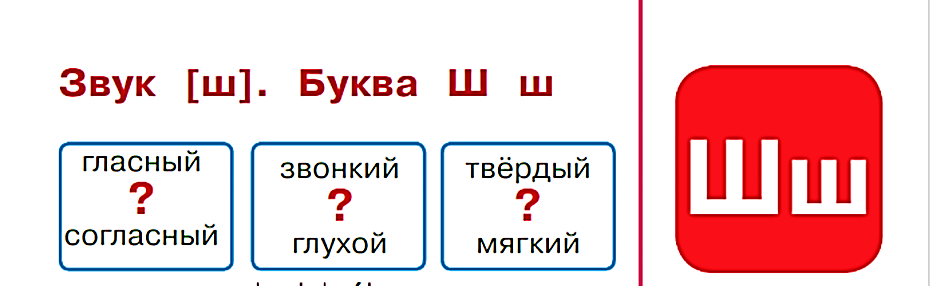 Звук [ш]. Буква Ш ш
гласный
?
согласный
звонкий
?
глухой
твёрдый
?
мягкий
Шш